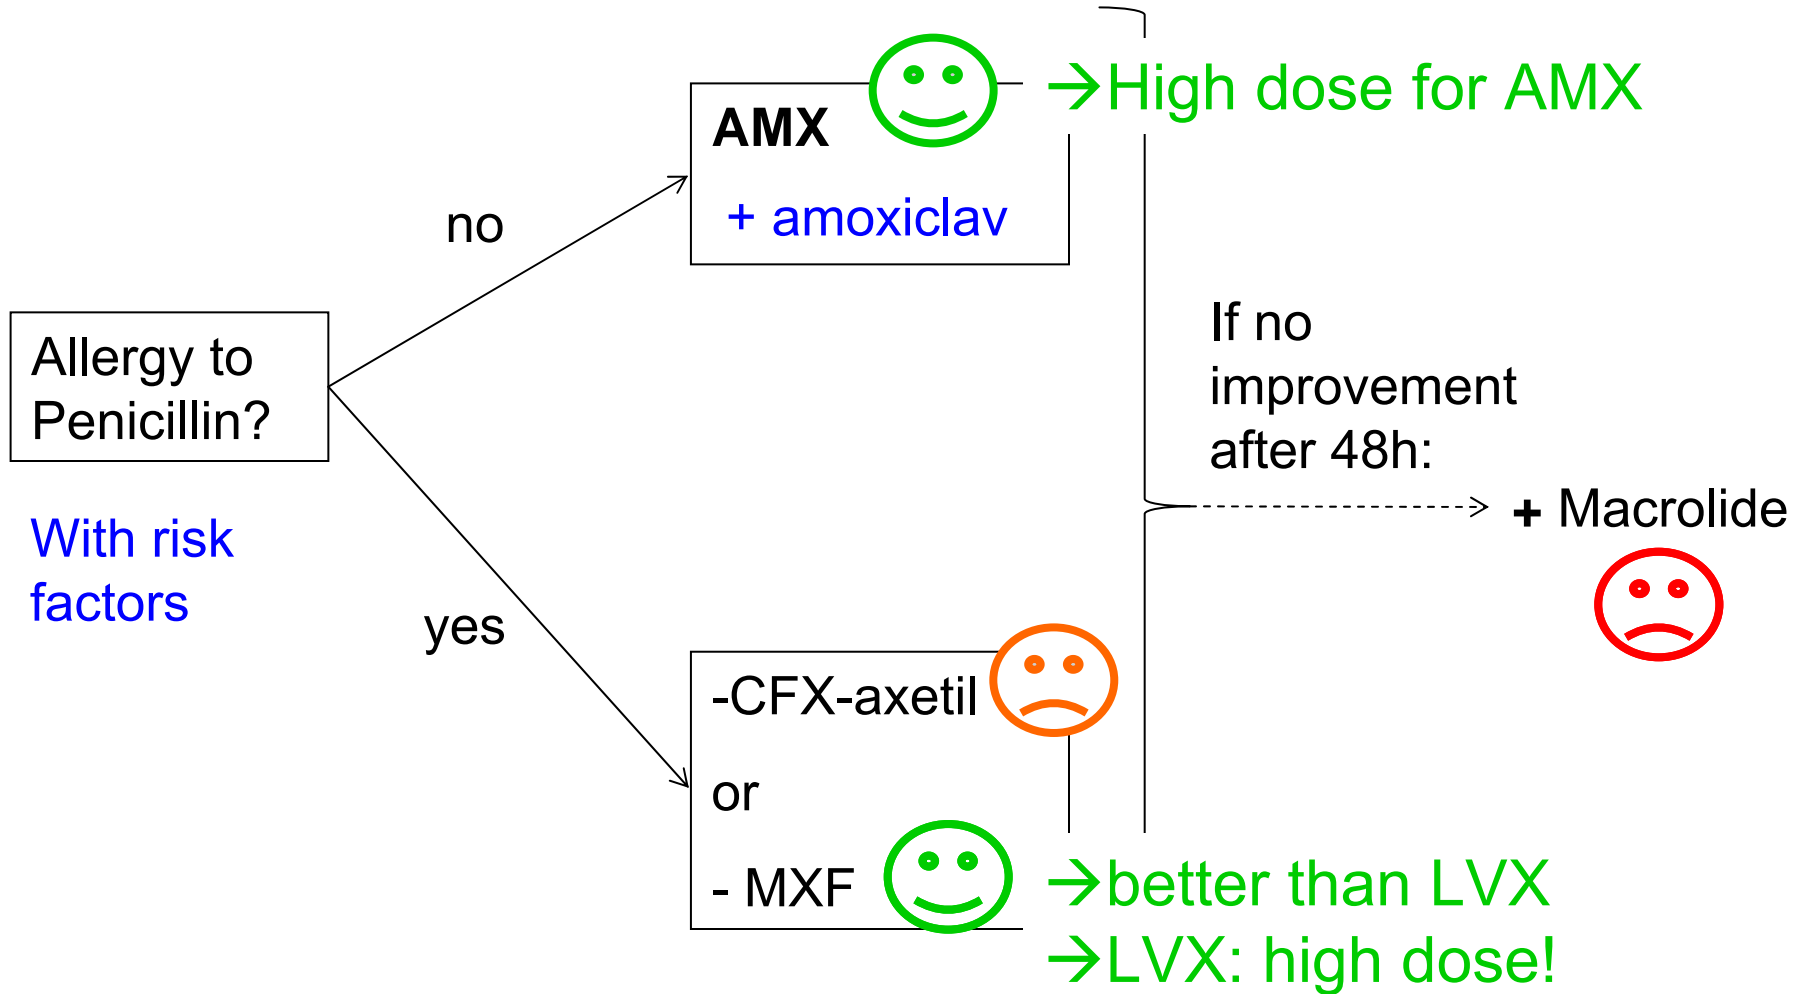 Allergy to
Penicillin?
With risk
factors
no
yes
AMX
+ amoxiclav
→High dose for AMX
-CFX-axetil
or
- MXF
→better than LVX
→LVX: high dose!
If no
improvement
after 48h:
+ Macrolide